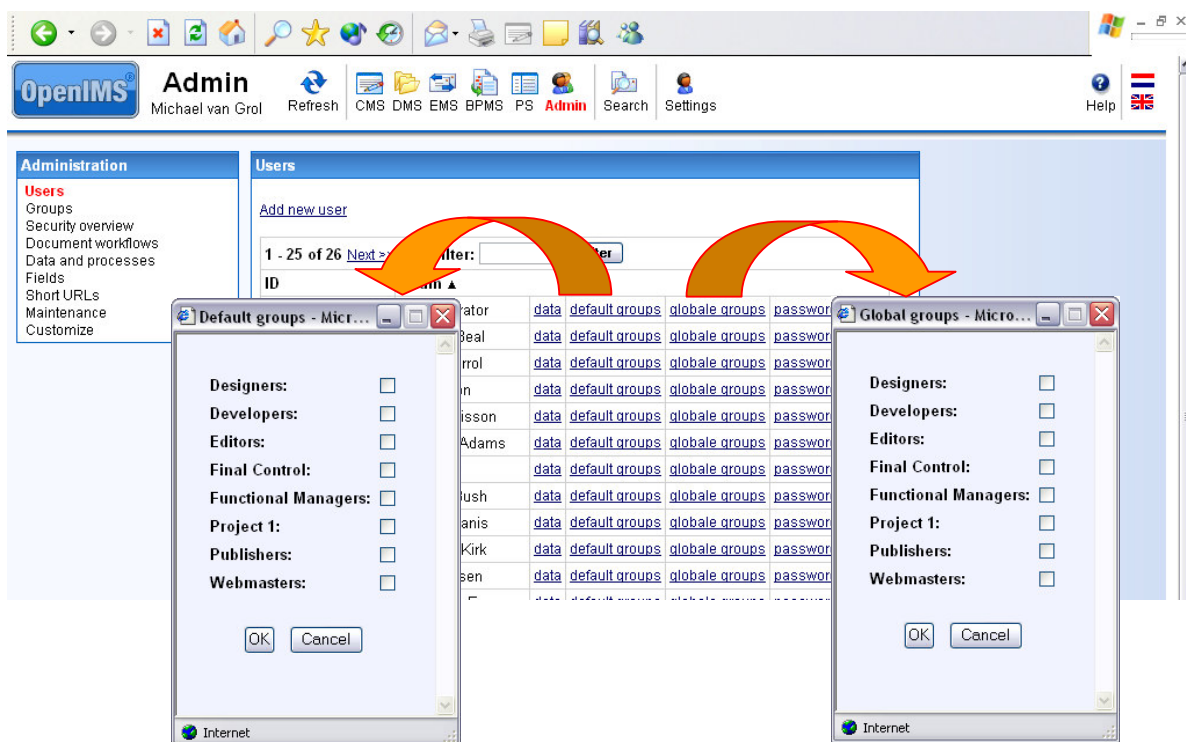 OpenIMS®
Admin
Michael van Grol
Refresh
CMS DMS EMS BPMS PS Admin
Search
Settings
Help
Administration
Users
Groups
Security overview
Document workflows
Data and processes
Fields
Short URLs
Maintenance
Customize
Users
Add new user
1 - 25 of 26 Next
ID
data default groups globale groups
Beal data default groups globale groups
data default groups globale groups
data default groups globale groups
data default groups globale groups
Adams data default groups globale groups
data default groups globale groups
data default groups globale groups
data default groups globale groups
Kirk data default groups globale groups
data default groups globale groups
Default groups - Micr...
Designers:
Developers:
Editors:
Final Control:
Functional Managers:
Project 1:
Publishers:
Webmasters:
OK Cancel
Internet
Global groups - Micro...
Designers:
Developers:
Editors:
Final Control:
Functional Managers:
Project 1:
Publishers:
Webmasters:
OK Cancel
Internet